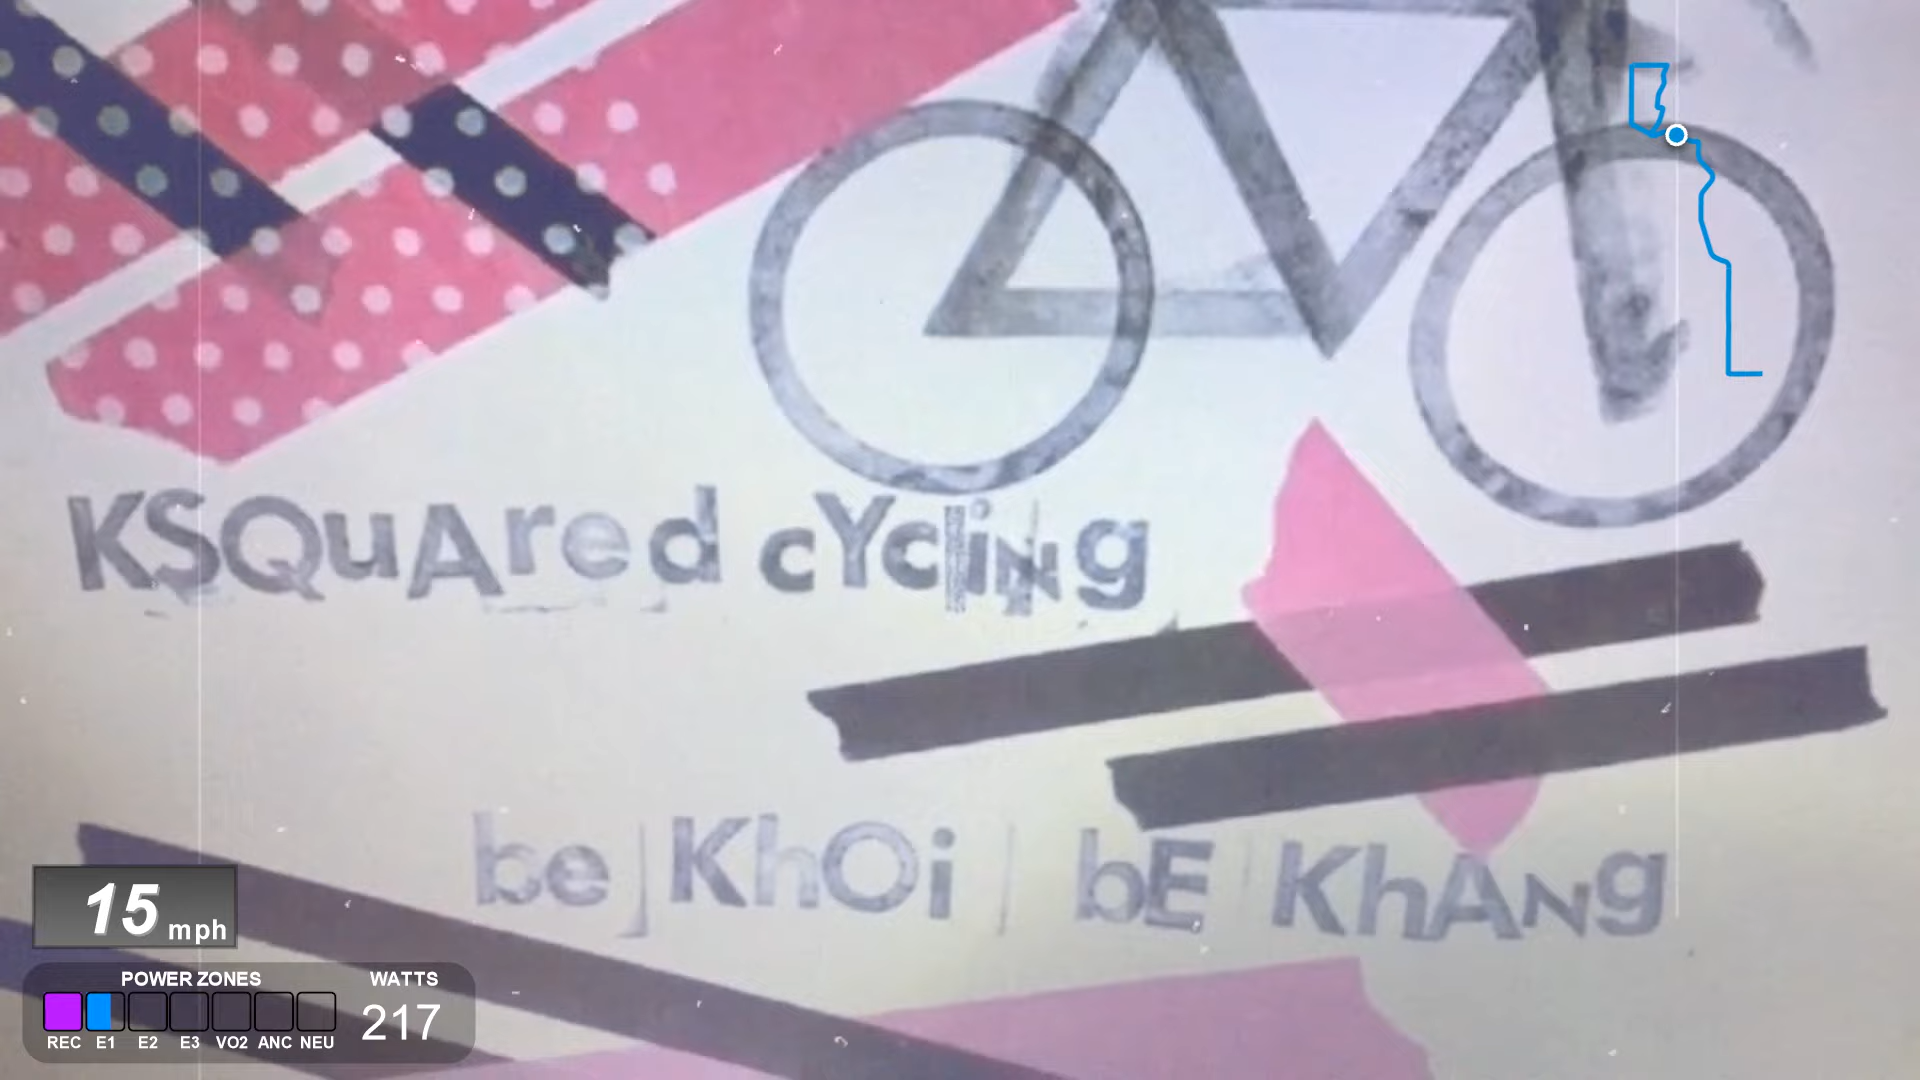 KSQuAred cYcliNg
be KhOi bE KhANg
15 mph
POWER ZONES WATTS
217
REC E1 E2 E3 VO2 ANC NEU